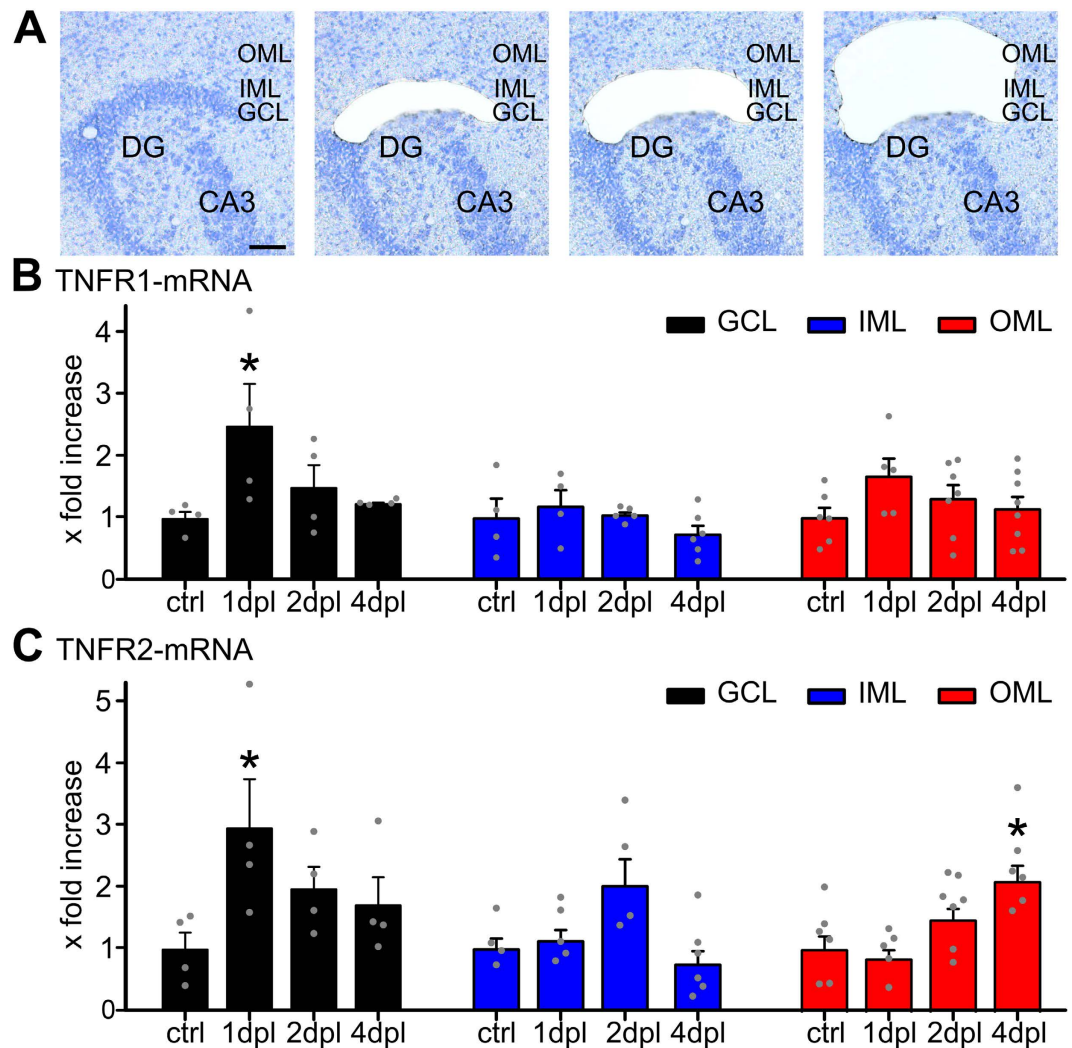 A
OML OML OML OML
IML IML IML IML
GCL GCL GCL GCL
DG DG DG DG
CA3 CA3 CA3 CA3
B TNFR1-mRNA
GCL IML OML
x fold increase
4
*
3
2
1
0
ctrl 1dpl 2dpl 4dpl ctrl 1dpl 2dpl 4dpl ctrl 1dpl 2dpl 4dpl
C TNFR2-mRNA
GCL IML OML
x fold increase
5
4
*
3
*
2
1
0
ctrl 1dpl 2dpl 4dpl ctrl 1dpl 2dpl 4dpl ctrl 1dpl 2dpl 4dpl